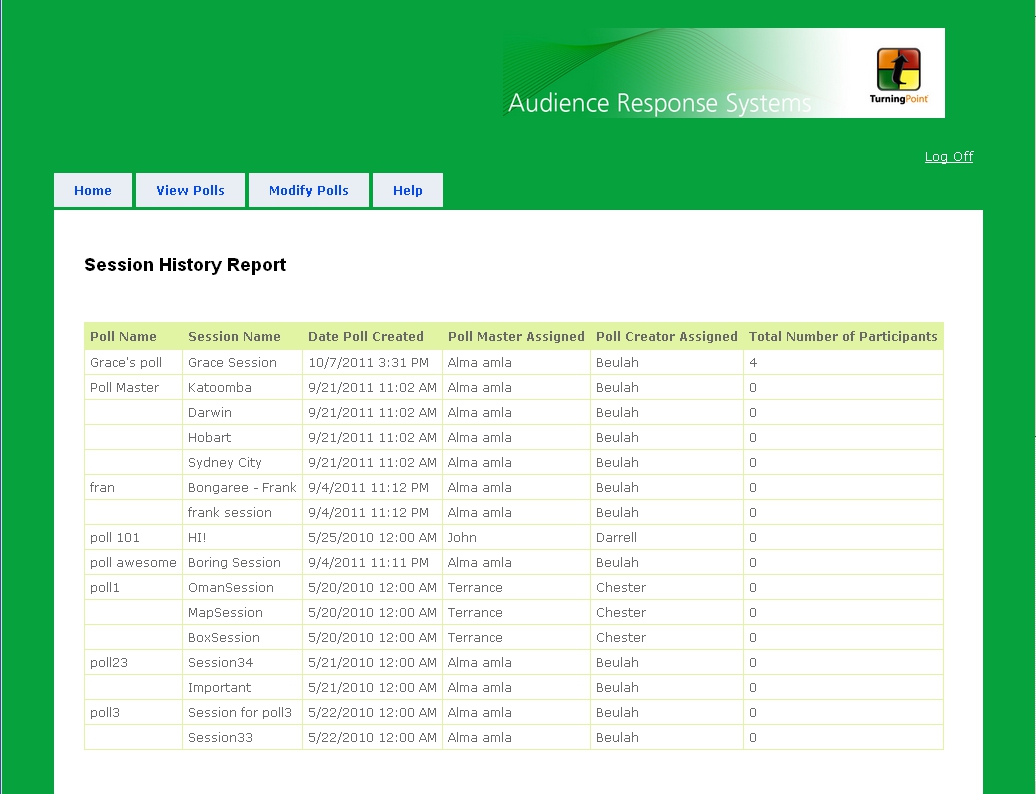 Audience Response Systems
TurningPoint
Log Off
Home View Polls Modify Polls Help
Session History Report
Poll Name Session Name Date Poll Created Poll Master Assigned Poll Creator Assigned Total Number of Participants
Grace's poll Grace Session 10/7/2011 3:31 PM Alma amla Beulah 4
Poll Master Katoomba 9/21/2011 11:02 AM Alma amla Beulah 0
Darwin 9/21/2011 11:02 AM Alma amla Beulah 0
Hobart 9/21/2011 11:02 AM Alma amla Beulah 0
Sydney City 9/21/2011 11:02 AM Alma amla Beulah 0
fran Bongaree - Frank 9/4/2011 11:12 PM Alma amla Beulah 0
frank session 9/4/2011 11:12 PM Alma amla Beulah 0
poll 101 HI! 5/25/2010 12:00 AM John Darrell 0
poll awesome Boring Session 9/4/2011 11:11 PM Alma amla Beulah 0
poll1 OmanSession 5/20/2010 12:00 AM Terrance Chester 0
MapSession 5/20/2010 12:00 AM Terrance Chester 0
BoxSession 5/20/2010 12:00 AM Terrance Chester 0
poll23 Session34 5/21/2010 12:00 AM Alma amla Beulah 0
Important 5/21/2010 12:00 AM Alma amla Beulah 0
poll3 Session for poll3 5/22/2010 12:00 AM Alma amla Beulah 0
Session33 5/22/2010 12:00 AM Alma amla Beulah 0